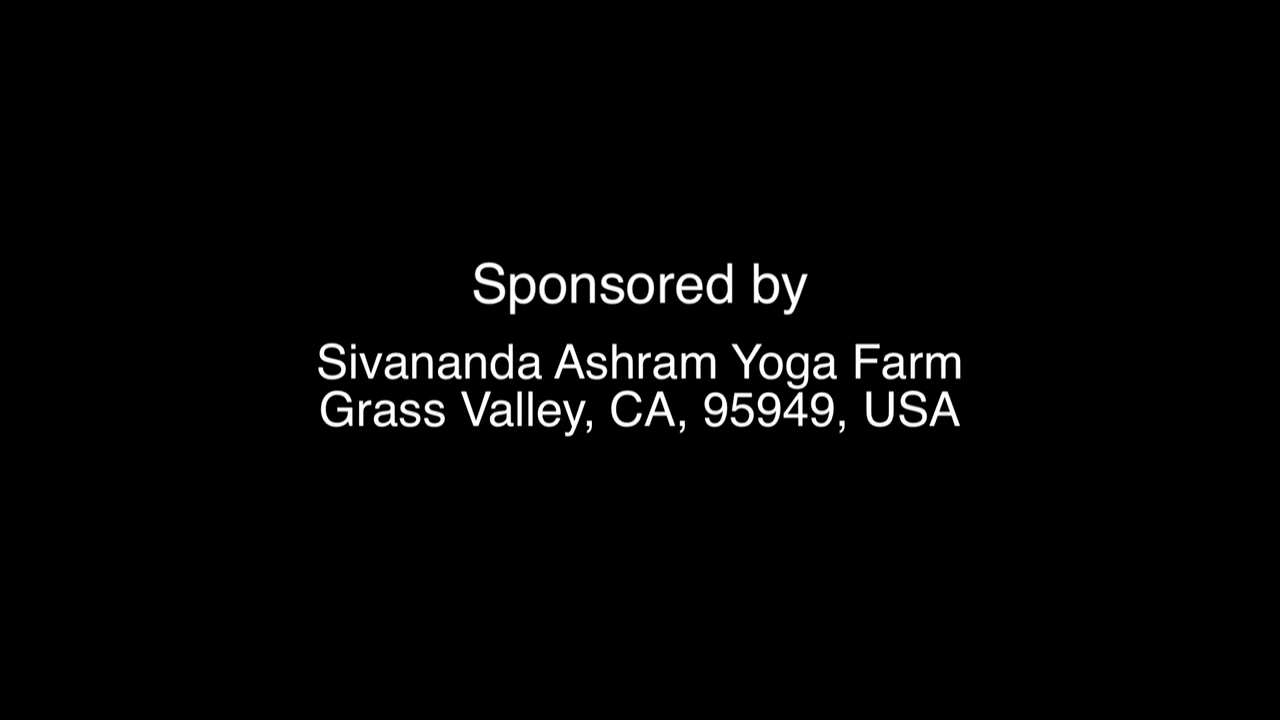 Sponsored by
Sivananda Ashram Yoga Farm
Grass Valley, CA, 95949, USA